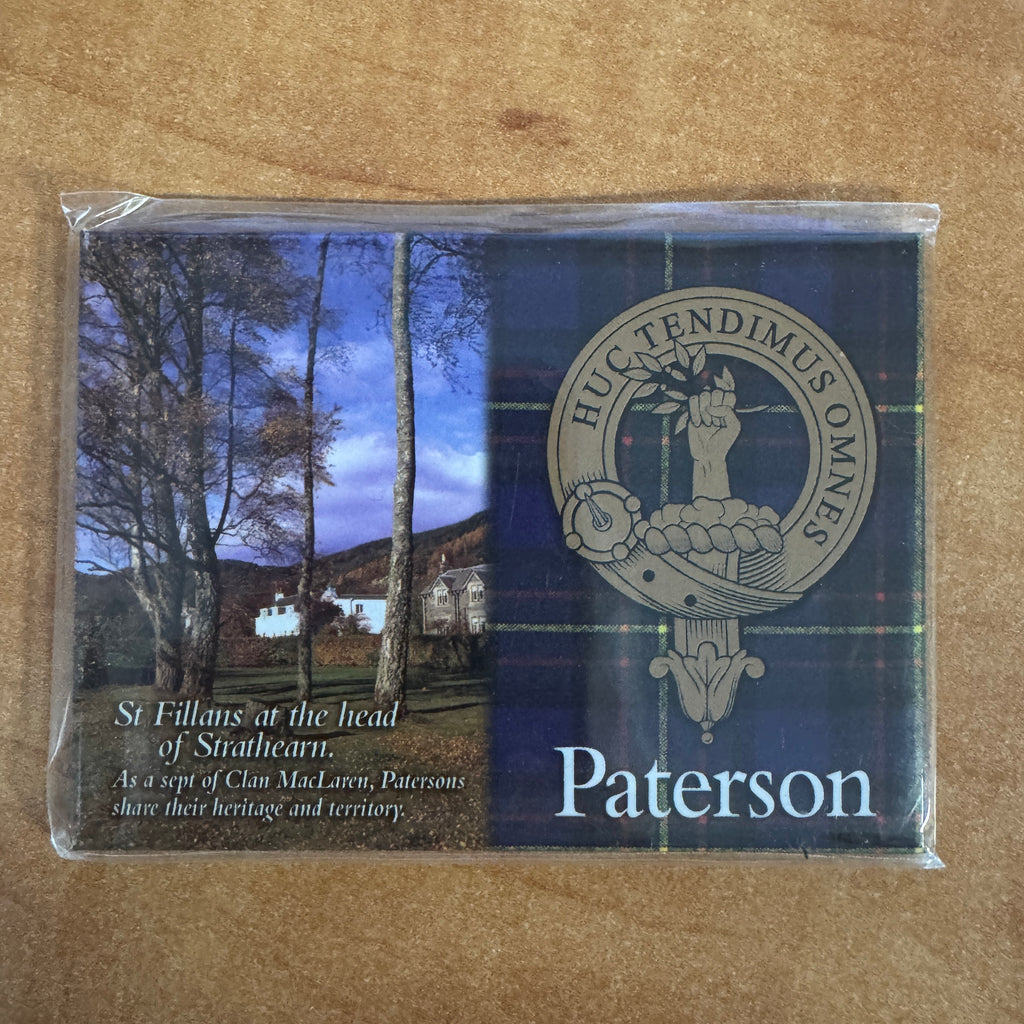 St Fillans at the head
of Strathearn.
As a sept of Clan MacLaren, Patersons
share their heritage and territory.
HUC TENDIMUS OMNES
Paterson